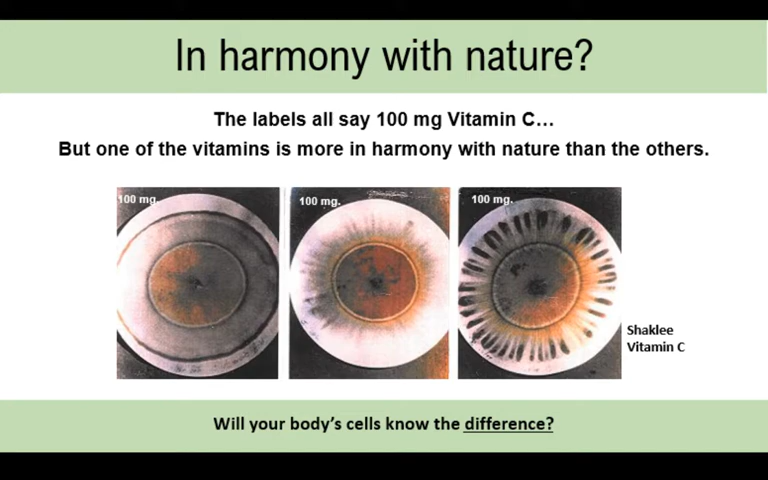 In harmony with nature?
The labels all say 100 mg Vitamin C...
But one of the vitamins is more in harmony with nature than the others.
100 mg.
100 mg.
100 mg.
Shaklee
Vitamin C
Will your body's cells know the difference?